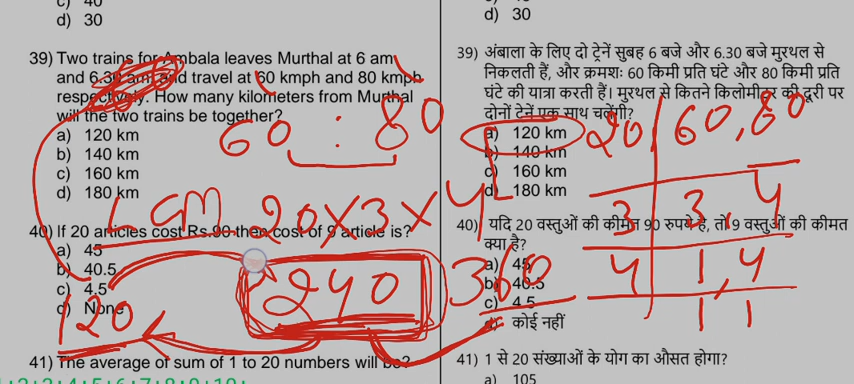 c) 40
d) 30
39) Two trains for Ambala leaves Murthal at 6 am
and 6.30 am and travel at 60 kmph and 80 kmph
respectively. How many kilometers from Murthal
will the two trains be together?
a) 120 km
b) 140 km
c) 160 km
d) 180 km
60 : 80
LCM 20×3×4
40) If 20 articles cost Rs.90 then cost of 9 article is?
a) 45
b) 40.5
c) 4.5
d) None
240
120
41) The average of sum of 1 to 20 numbers will be?
d) 30
39) अंबाला के लिए दो ट्रेनें सुबह 6 बजे और 6.30 बजे मुरथल से
निकलती हैं, और क्रमशः 60 किमी प्रति घंटे और 80 किमी प्रति
घंटे की यात्रा करती हैं। मुरथल से कितने किलोमीटर की दूरी पर
दोनों ट्रेनें एक साथ चलेंगी?
a) 120 km
b) 140 km
c) 160 km
d) 180 km
20 60, 80
3 3, 4
4 1, 4
1 1
40) यदि 20 वस्तुओं की कीमत 90 रुपये है, तो 9 वस्तुओं की कीमत
क्या है?
a) 45
b) 40.5
c) 4.5
d) कोई नहीं
360
41) 1 से 20 संख्याओं के योग का औसत होगा?
a) 105